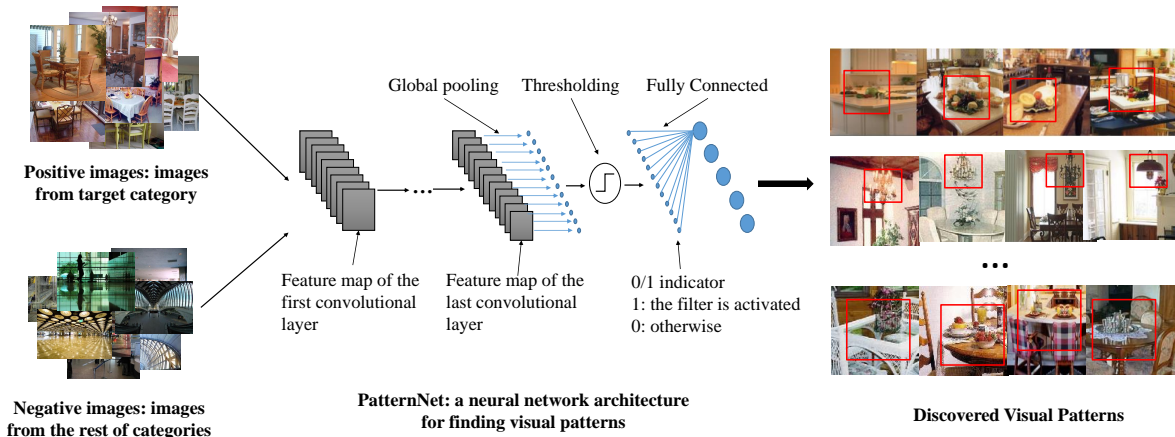 Positive images: images
from target category
Negative images: images
from the rest of categories
Global pooling
Thresholding
Fully Connected
...
Feature map of the
first convolutional
layer
Feature map of the
last convolutional
layer
0/1 indicator
1: the filter is activated
0: otherwise
PatternNet: a neural network architecture
for finding visual patterns
...
Discovered Visual Patterns